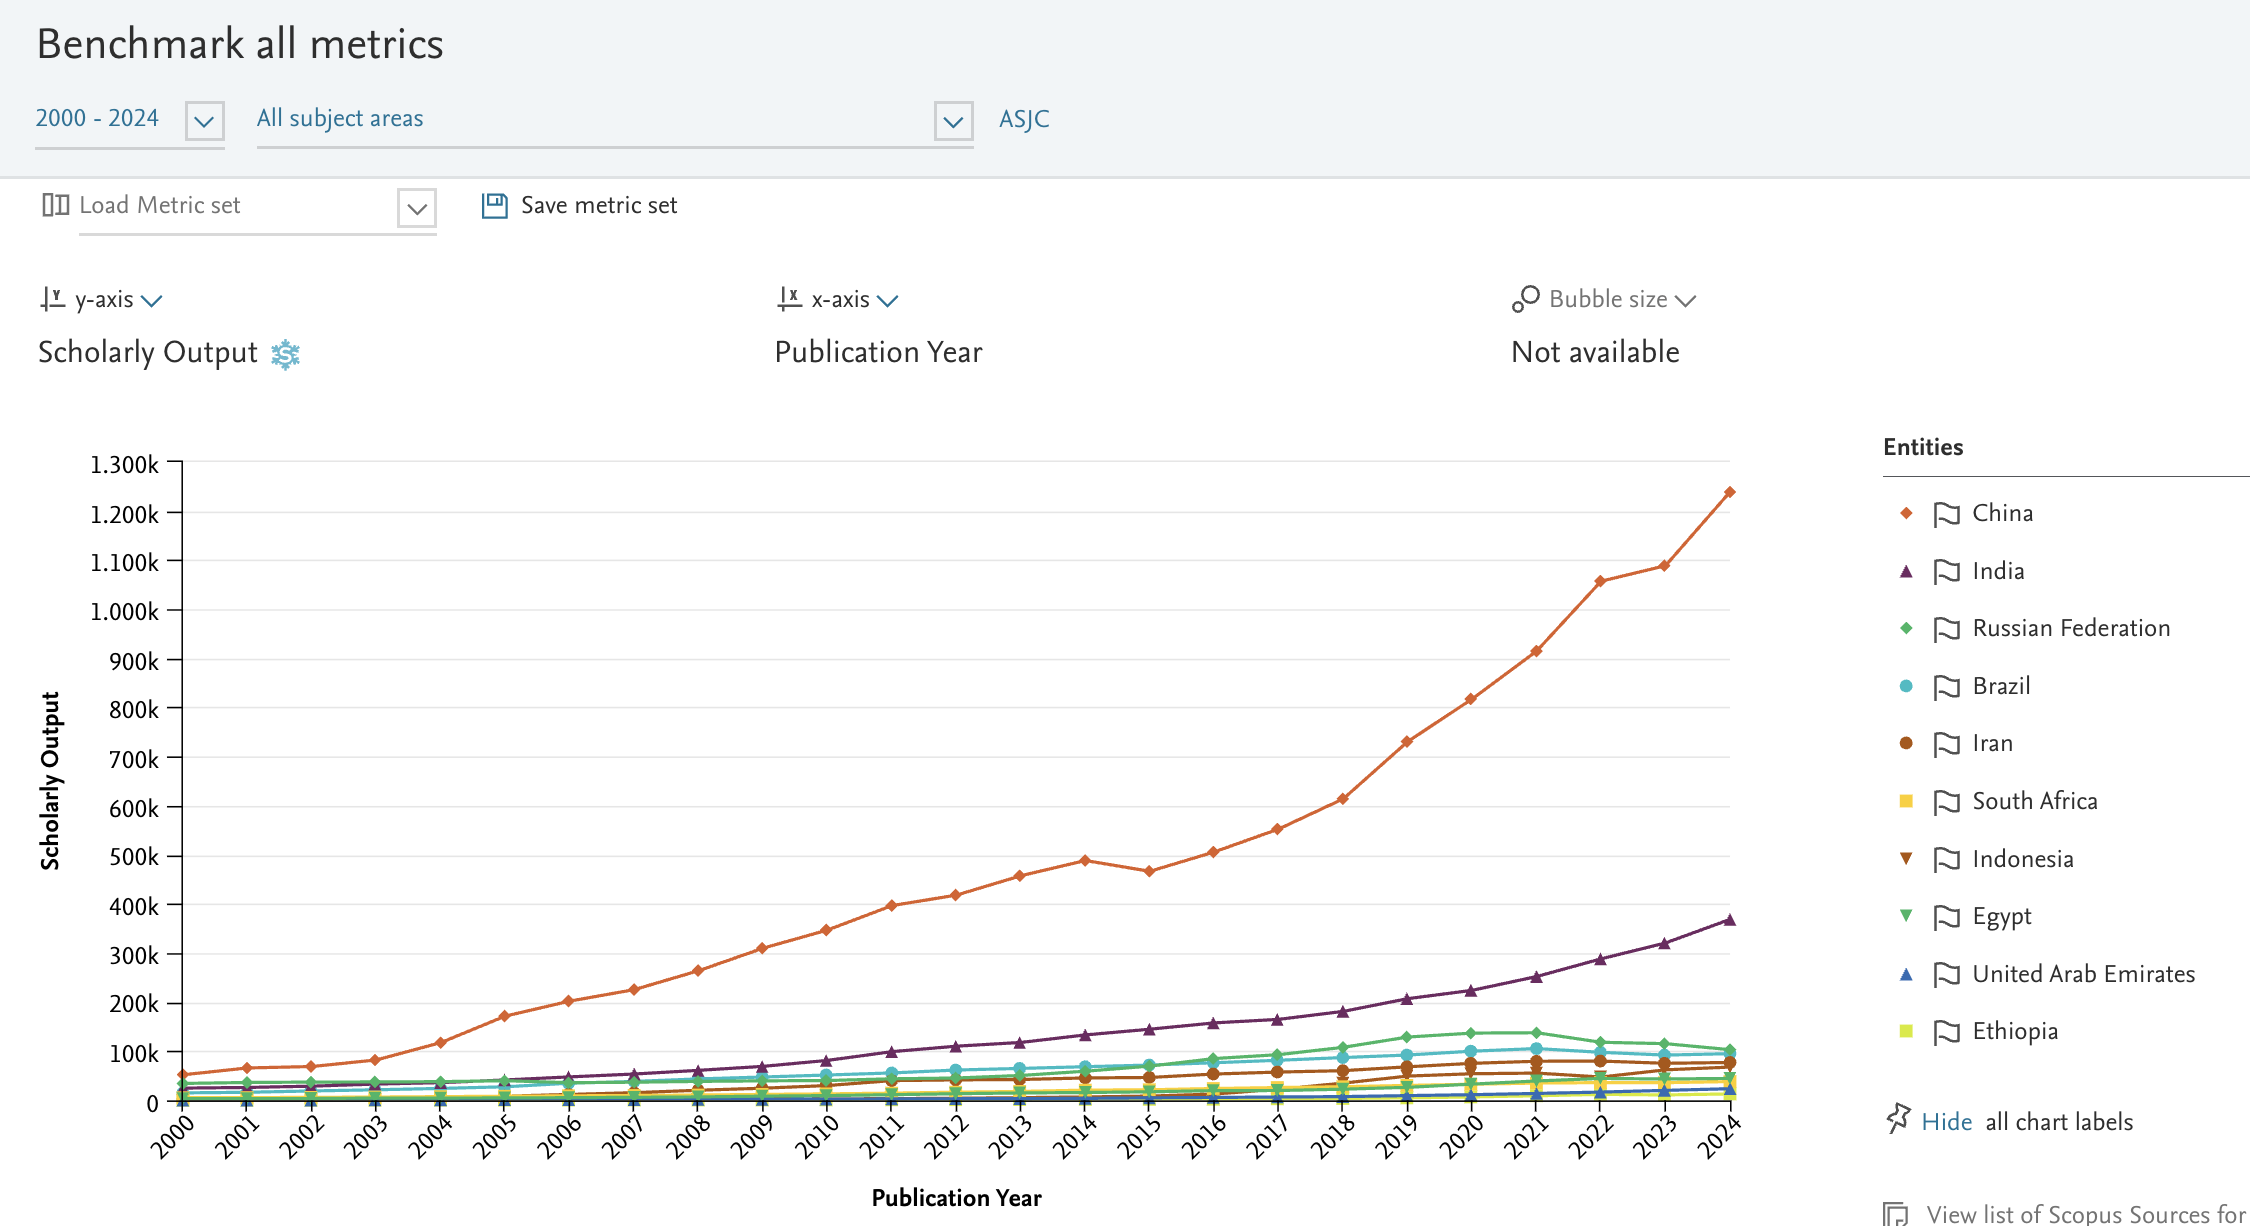 Benchmark all metrics
2000 - 2024
All subject areas
ASJC
Load Metric set
Save metric set
y-axis
x-axis
Bubble size
Scholarly Output
Publication Year
Not available
Entities
China
India
Russian Federation
Brazil
Iran
South Africa
Indonesia
Egypt
United Arab Emirates
Ethiopia
Hide all chart labels
View list of Scopus Sources for
Scholarly Output
1.300k
1.200k
1.100k
1.000k
900k
800k
700k
600k
500k
400k
300k
200k
100k
0
2000 2001 2002 2003 2004 2005 2006 2007 2008 2009 2010 2011 2012 2013 2014 2015 2016 2017 2018 2019 2020 2021 2022 2023 2024
Publication Year